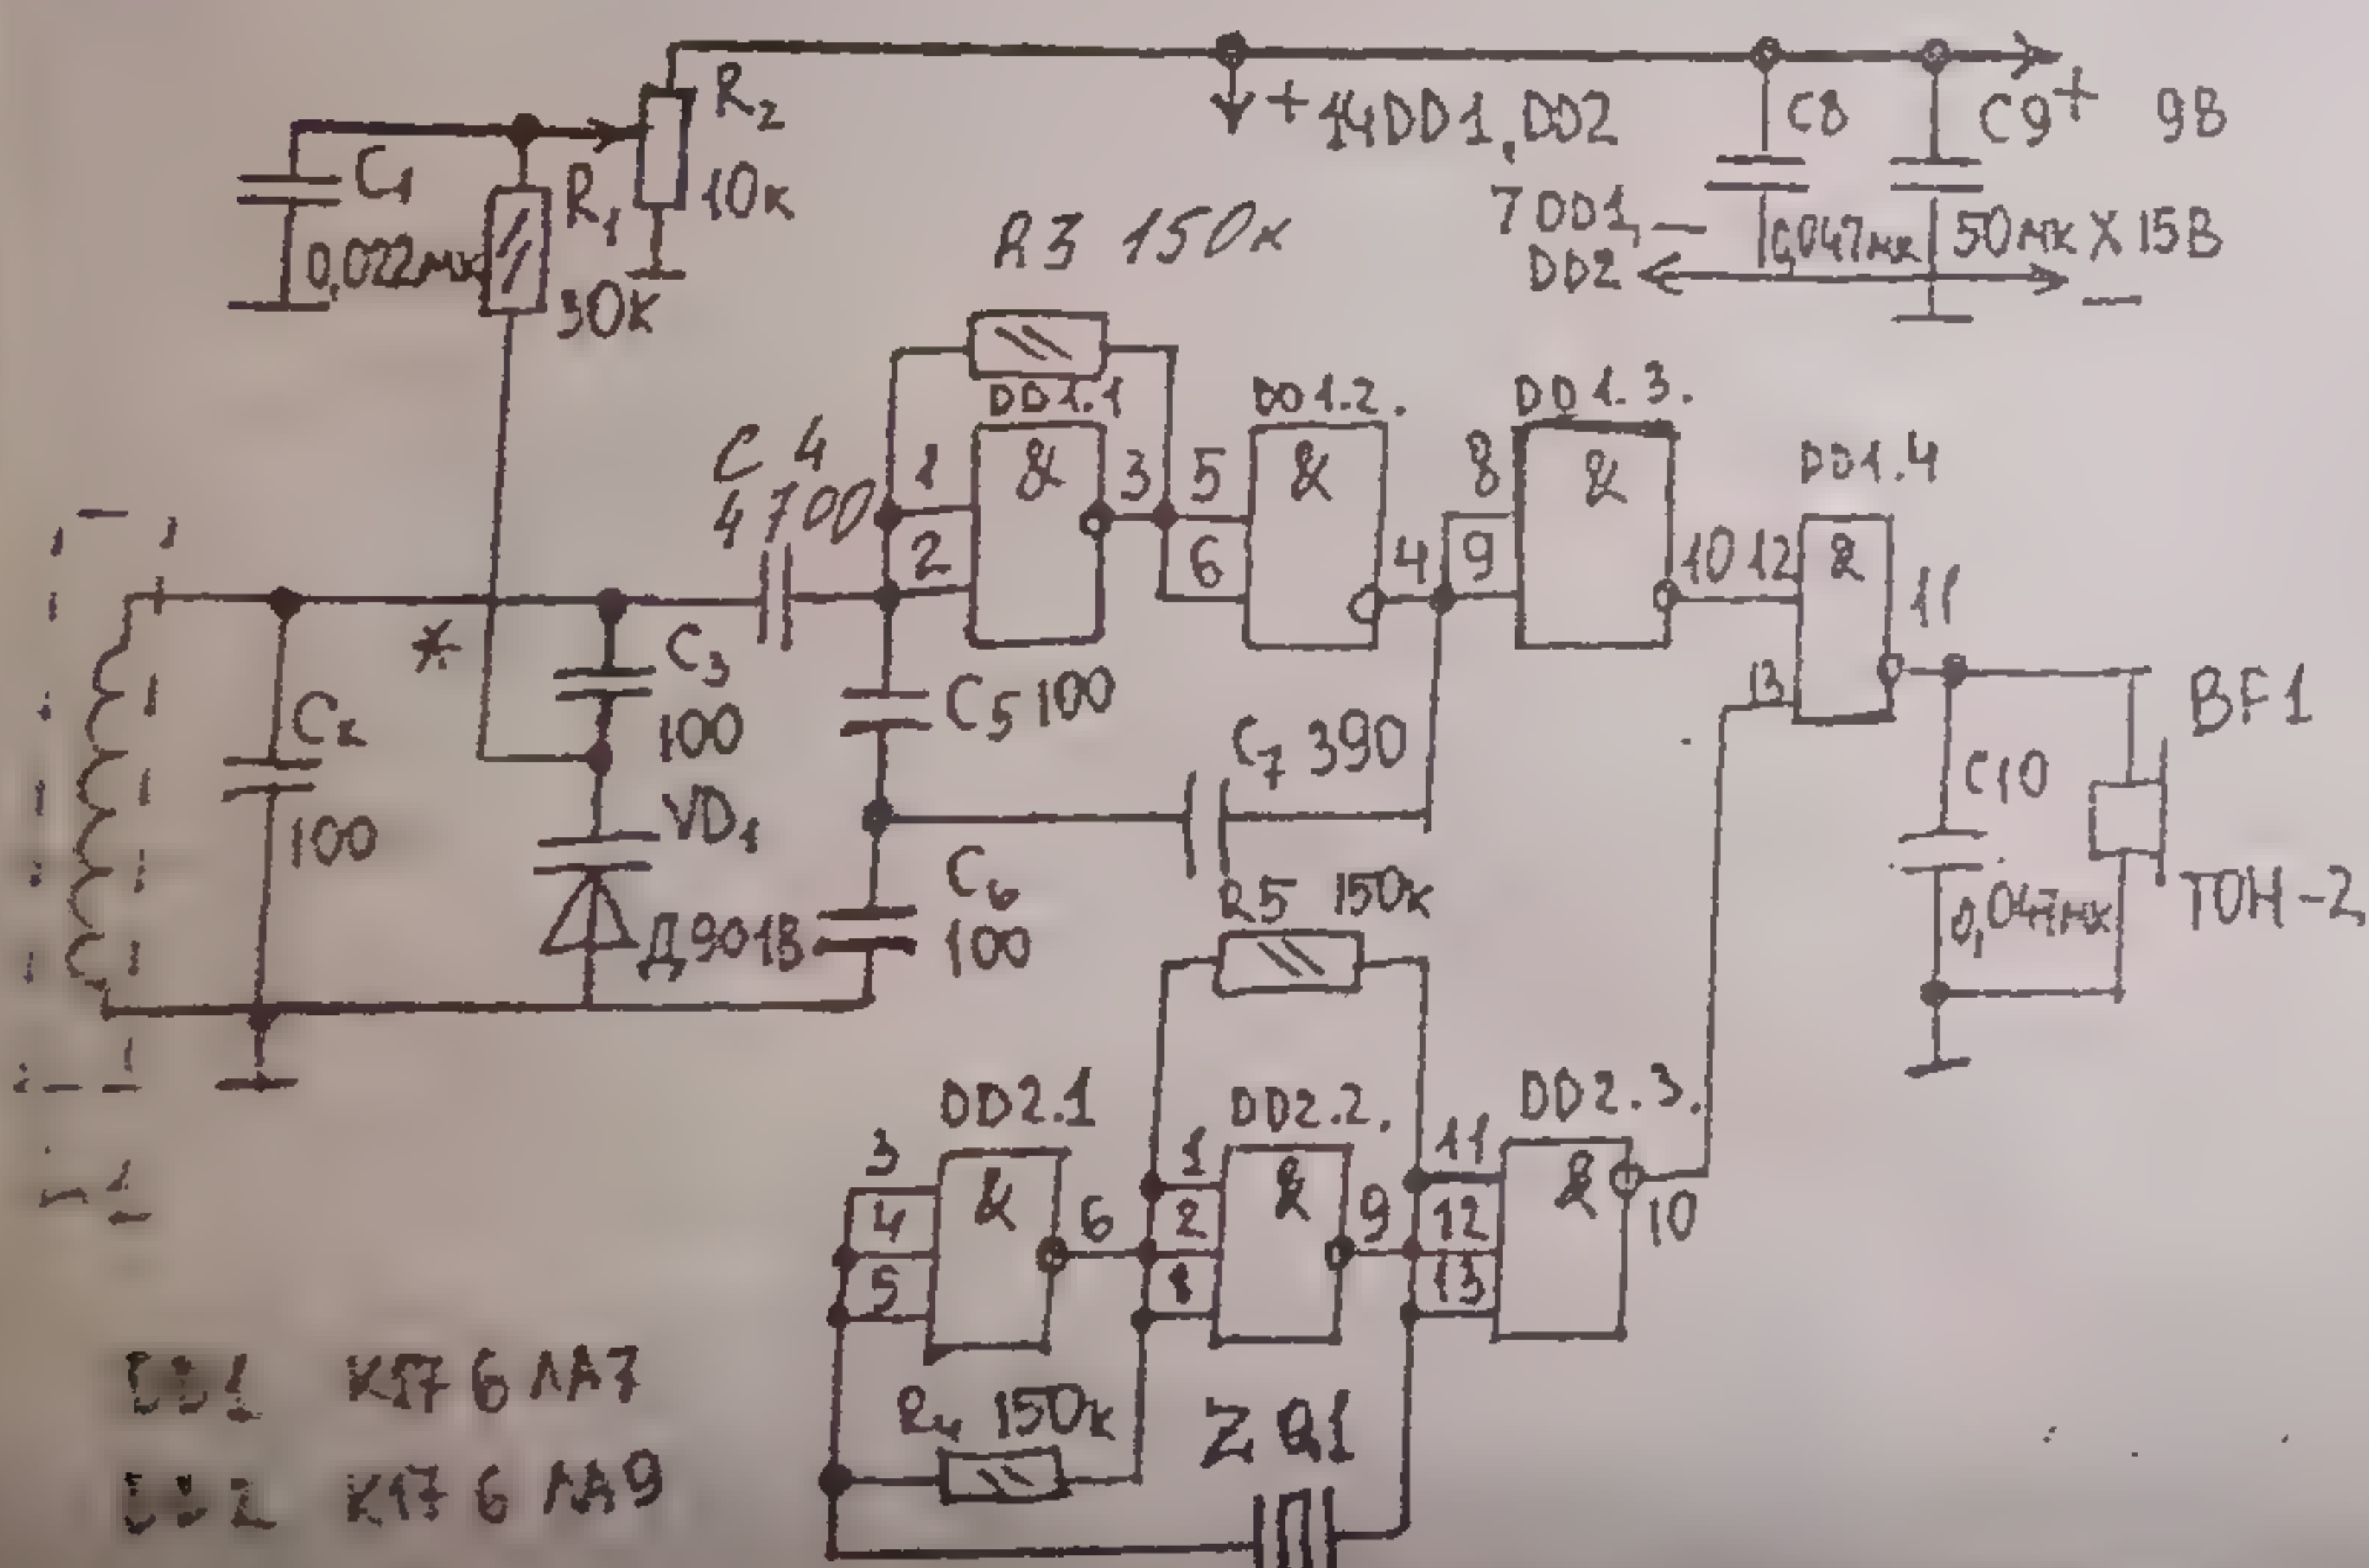 R2
10к
C1
0,022мк
R1
30к
+14DD1,DD2
7DD1, –
DD2
C8
0,047мк
C9 + 9В
50мк X 15В
–
R3 150к
C4
4700
DD1.1
1
2
&
3
DD1.2.
5
6
&
4
DD1.3.
8
9
&
10
DD1.4
12
13
&
11
*
Cк
100
C3
100
VD1
Д901В
C5 100
C6
100
C7 390
BF1
C10
0,047мк
ТОН-2
R5 150к
DD2.1
3
4
5
&
6
DD2.2.
1
2
8
&
9
DD2.3.
11
12
13
&
10
R4 150к
ZQ1
DD1 К176ЛА7
DD2 К176ЛА9